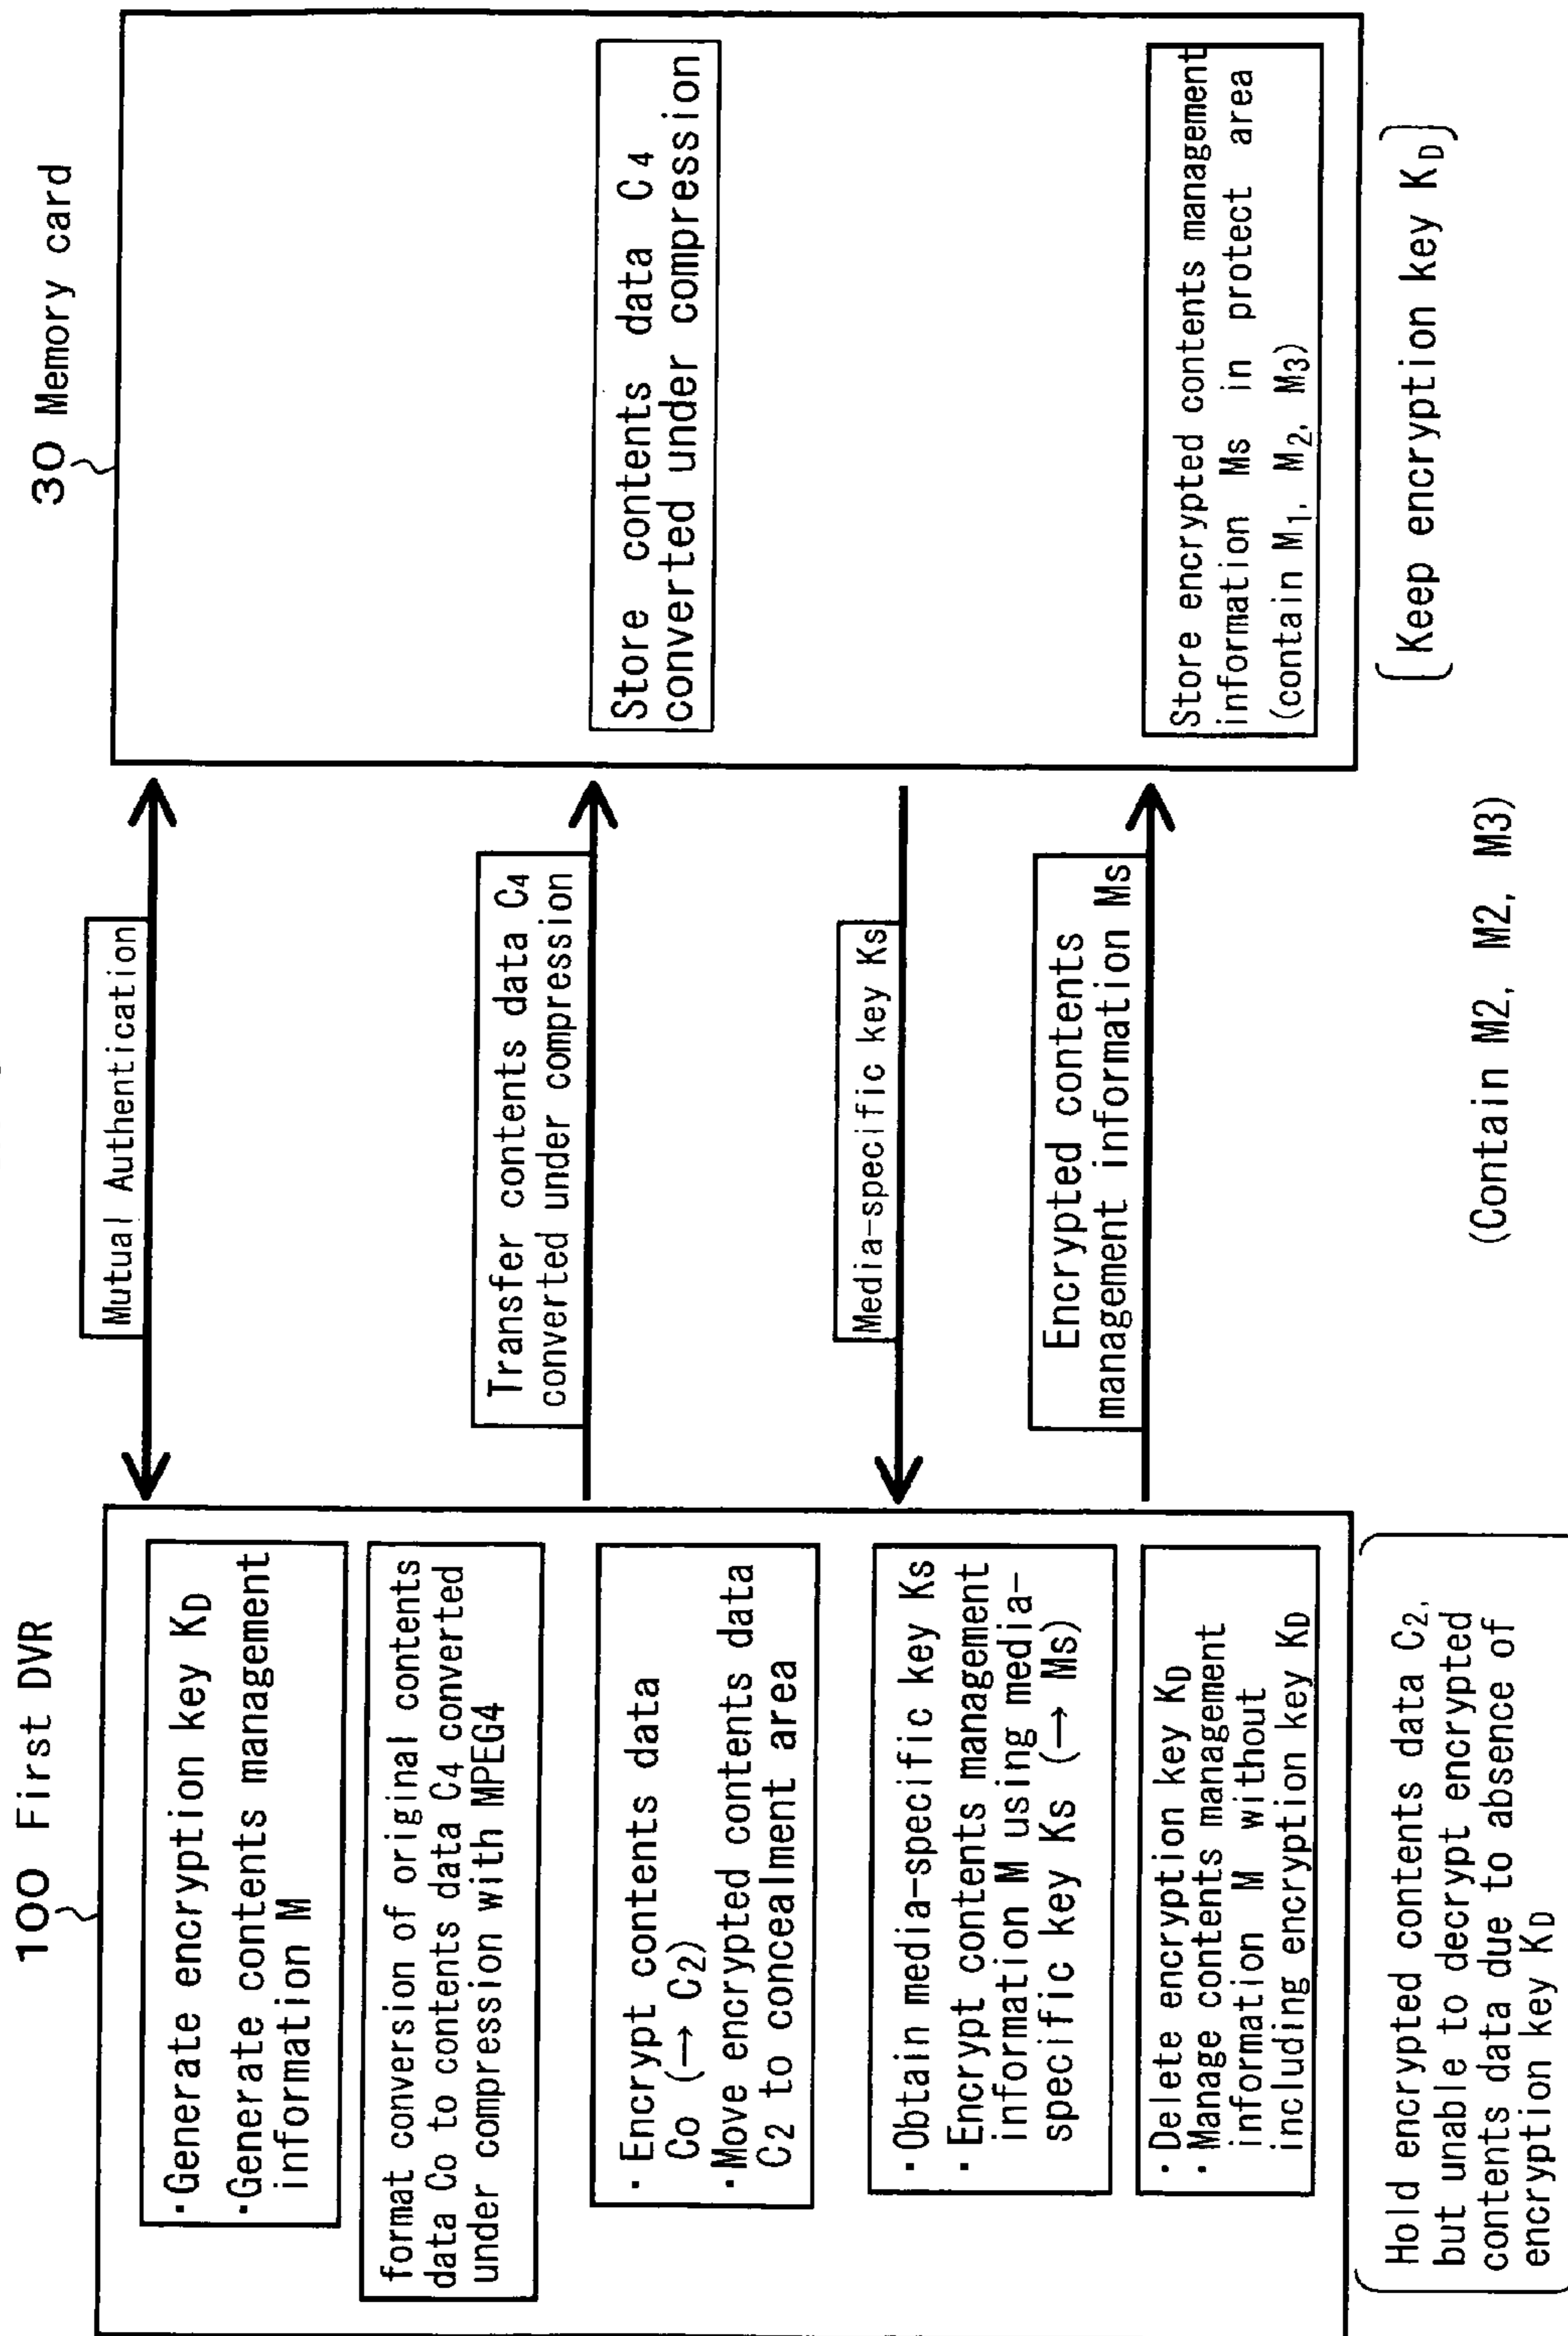 100 First DVR
・Generate encryption key KD
・Generate contents management
information M
format conversion of original contents
data Co to contents data C4 converted
under compression with MPEG4
・Encrypt contents data
Co (→ C2)
・Move encrypted contents data
C2 to concealment area
・Obtain media-specific key Ks
・Encrypt contents management
information M using media-
specific key Ks (→ Ms)
・Delete encryption key KD
・Manage contents management
information M without
including encryption key KD
Hold encrypted contents data C2,
but unable to decrypt encrypted
contents data due to absence of
encryption key KD
Mutual Authentication
Transfer contents data C4
converted under compression
Media-specific key Ks
Encrypted contents
management information Ms
(Contain M2, M2, M3)
30 Memory card
Store contents data C4
converted under compression
Store encrypted contents management
information Ms in protect area
(contain M1, M2, M3)
(Keep encryption key KD)